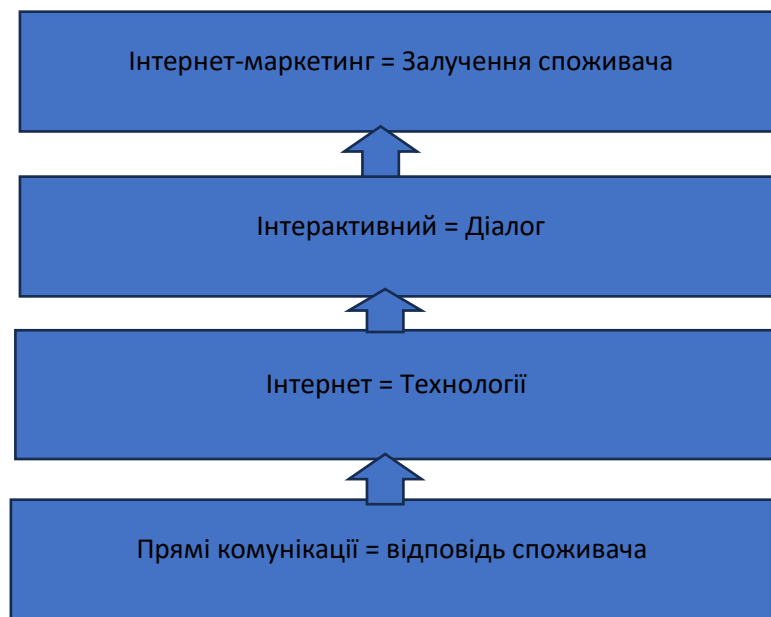 Інтернет-маркетинг = Залучення споживача
Інтерактивний = Діалог
Інтернет = Технології
Прямі комунікації = відповідь споживача